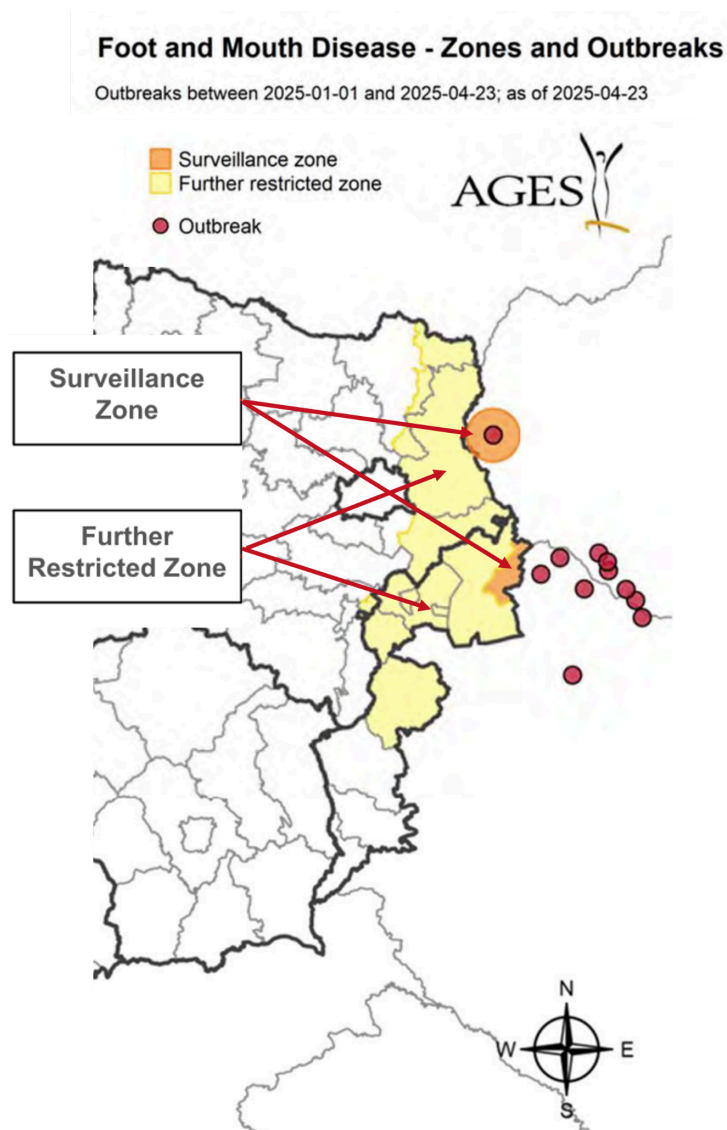 Foot and Mouth Disease - Zones and Outbreaks
Outbreaks between 2025-01-01 and 2025-04-23; as of 2025-04-23
Surveillance zone
Further restricted zone
Outbreak
AGES
Surveillance
Zone
Further
Restricted Zone
N
W
E
S